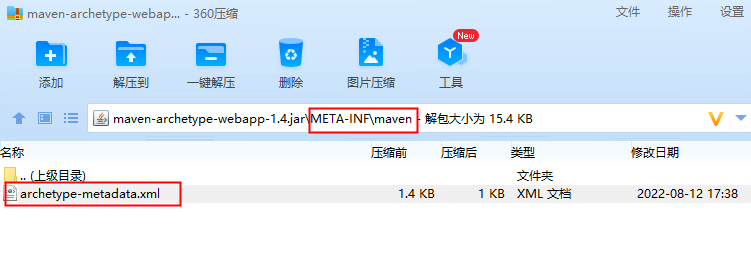 maven-archetype-webap... - 360压缩
文件 操作 设置
New
添加 解压到 一键解压 删除 图片压缩 工具
maven-archetype-webapp-1.4.jar\META-INF\maven - 解包大小为 15.4 KB
名称 压缩前 压缩后 类型 修改日期
.. (上级目录) 文件夹
archetype-metadata.xml 1.4 KB 1 KB XML 文档 2022-08-12 17:38